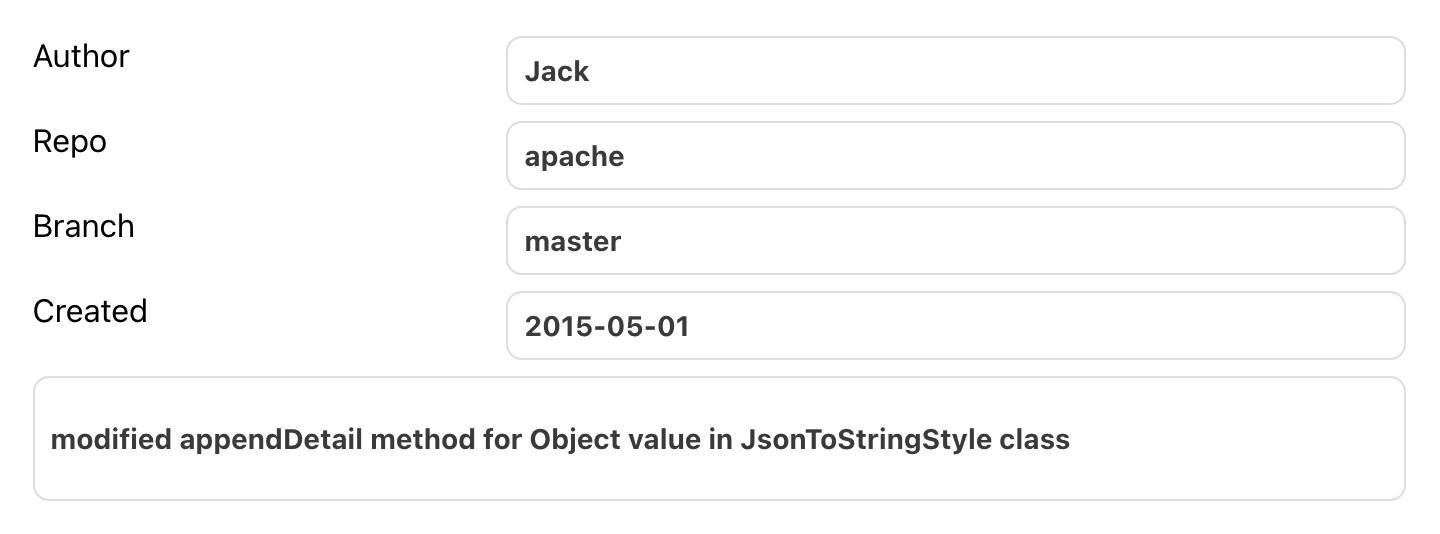 Author
Jack
Repo
apache
Branch
master
Created
2015-05-01
modified appendDetail method for Object value in JsonToStringStyle class